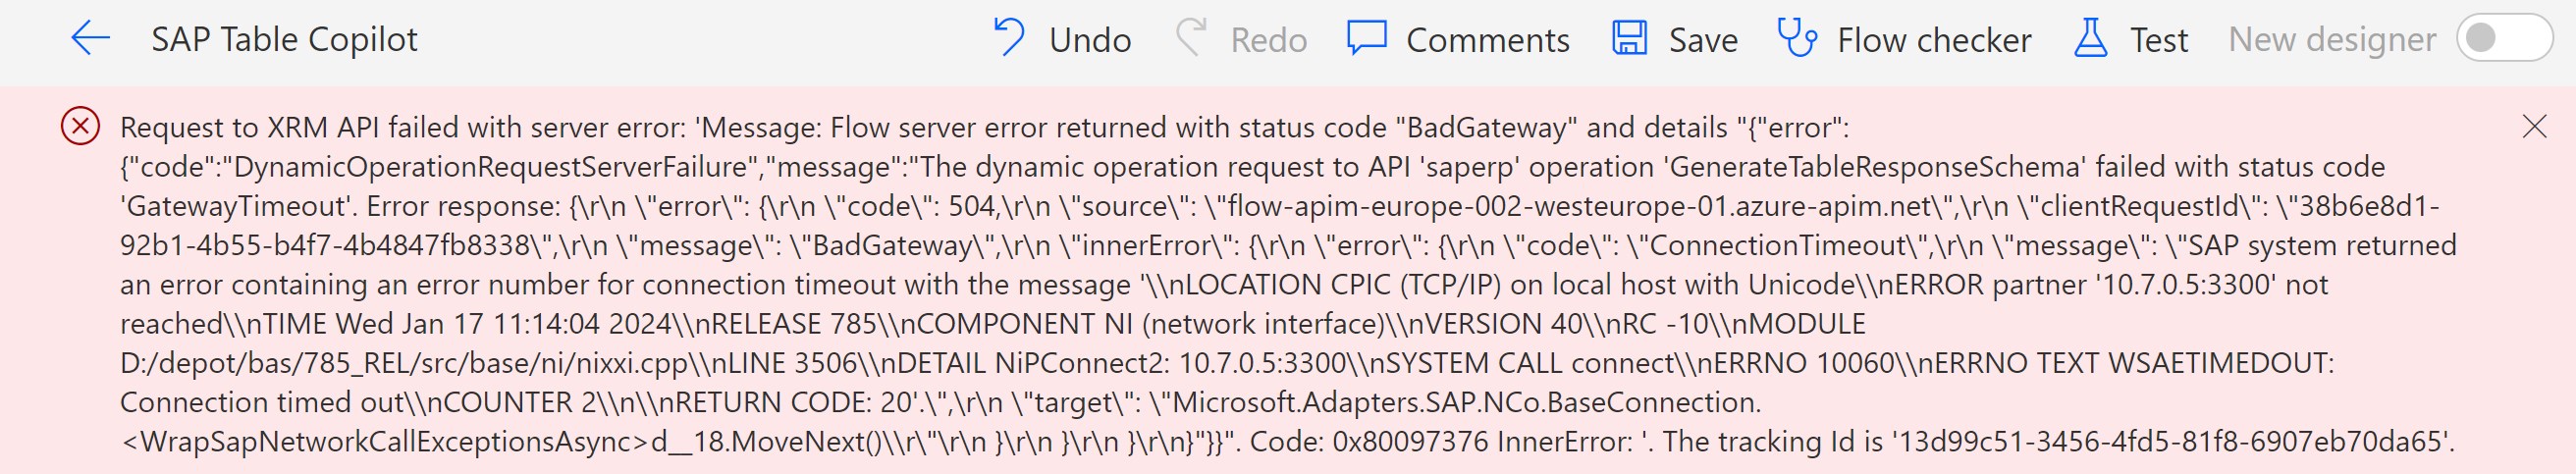 SAP Table Copilot Undo Redo Comments Save Flow checker Test New designer
Request to XRM API failed with server error: 'Message: Flow server error returned with status code "BadGateway" and details "{"error":
{"code":"DynamicOperationRequestServerFailure","message":"The dynamic operation request to API 'saperp' operation 'GenerateTableResponseSchema' failed with status code
'GatewayTimeout'. Error response: {\r\n \"error\": {\r\n \"code\": 504,\r\n \"source\": \"flow-apim-europe-002-westeurope-01.azure-apim.net\",\r\n \"clientRequestId\": \"38b6e8d1-
92b1-4b55-b4f7-4b4847fb8338\",\r\n \"message\": \"BadGateway\",\r\n \"innerError\": {\r\n \"error\": {\r\n \"code\": \"ConnectionTimeout\",\r\n \"message\": \"SAP system returned
an error containing an error number for connection timeout with the message '\\nLOCATION CPIC (TCP/IP) on local host with Unicode\\nERROR partner '10.7.0.5:3300' not
reached\\nTIME Wed Jan 17 11:14:04 2024\\nRELEASE 785\\nCOMPONENT NI (network interface)\\nVERSION 40\\nRC -10\\nMODULE
D:/depot/bas/785_REL/src/base/ni/nixxi.cpp\\nLINE 3506\\nDETAIL NiPConnect2: 10.7.0.5:3300\\nSYSTEM CALL connect\\nERRNO 10060\\nERRNO TEXT WSAETIMEDOUT:
Connection timed out\\nCOUNTER 2\\n\\nRETURN CODE: 20'.\",\r\n \"target\": \"Microsoft.Adapters.SAP.NCo.BaseConnection.
<WrapSapNetworkCallExceptionsAsync>d__18.MoveNext()\\r\"\r\n }\r\n }\r\n }\r\n}"}}". Code: 0x80097376 InnerError: '. The tracking Id is '13d99c51-3456-4fd5-81f8-6907eb70da65'.